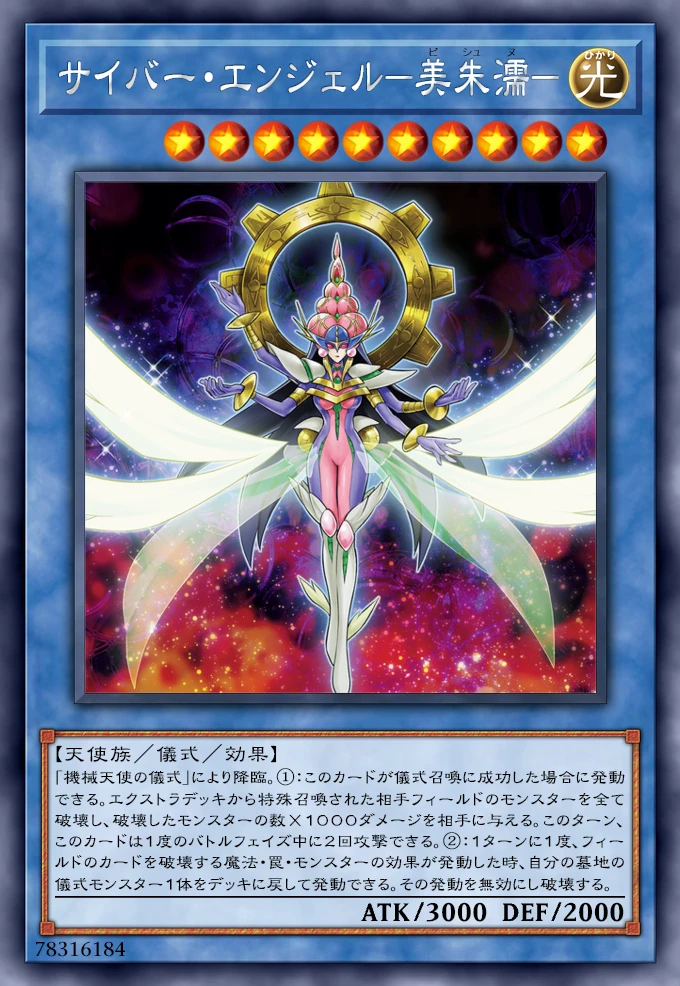 サイバー・エンジェル－美朱濡－
ビ シュ ヌ
光
ひかり
【天使族／儀式／効果】
「機械天使の儀式」により降臨。①：このカードが儀式召喚に成功した場合に発動
できる。エクストラデッキから特殊召喚された相手フィールドのモンスターを全て
破壊し、破壊したモンスターの数×１０００ダメージを相手に与える。このターン、
このカードは１度のバトルフェイズ中に２回攻撃できる。②：１ターンに１度、フィー
ルドのカードを破壊する魔法・罠・モンスターの効果が発動した時、自分の墓地の
儀式モンスター１体をデッキに戻して発動できる。その発動を無効にし破壊する。
ATK/3000 DEF/2000
78316184